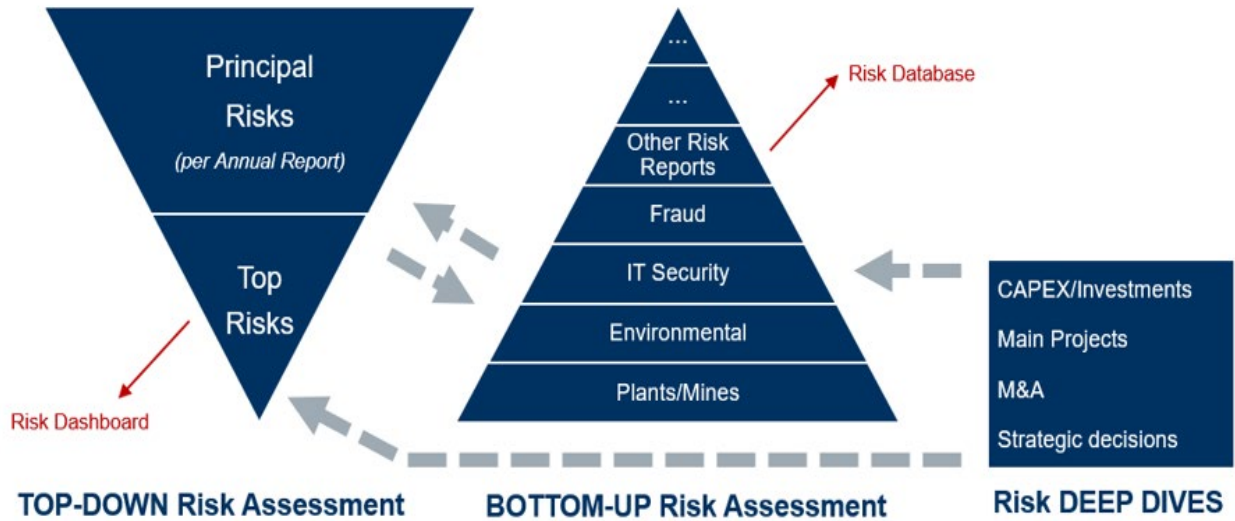 Principal
Risks
(per Annual Report)
Top
Risks
Risk Dashboard
TOP-DOWN Risk Assessment
...
...
Other Risk
Reports
Fraud
IT Security
Environmental
Plants/Mines
Risk Database
BOTTOM-UP Risk Assessment
CAPEX/Investments
Main Projects
M&A
Strategic decisions
Risk DEEP DIVES